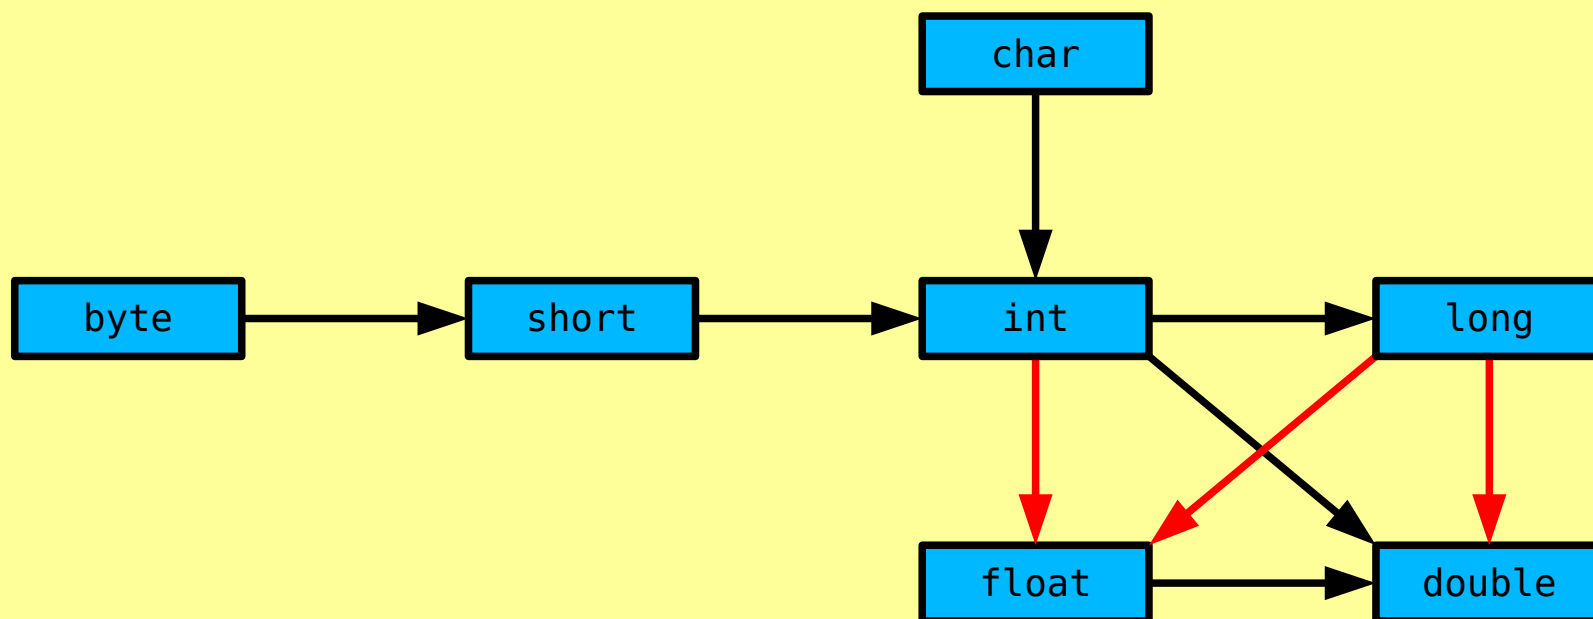 char
byte
short
int
long
float
double